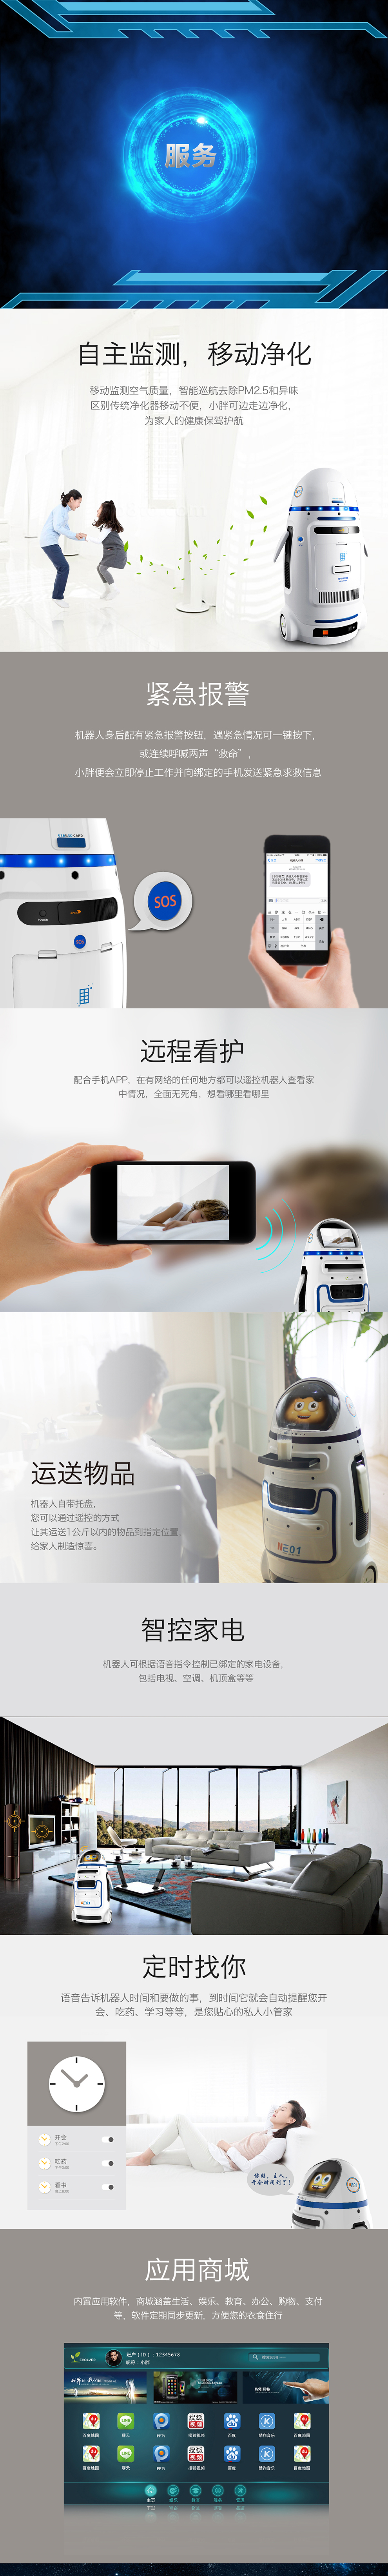 服务
自主监测，移动净化
移动监测空气质量，智能巡航去除PM2.5和异味
区别传统净化器移动不便，小胖可边走边净化，
为家人的健康保驾护航
紧急报警
机器人身后配有紧急报警按钮，遇紧急情况可一键按下，
或连续呼喊两声“救命”，
小胖便会立即停止工作并向绑定的手机发送紧急求救信息
POWER
SOS
SOS
远程看护
配合手机APP，在有网络的任何地方都可以遥控机器人查看家
中情况，全面无死角，想看哪里看哪里
运送物品
机器人自带托盘，
您可以通过遥控的方式
让其运送1公斤以内的物品到指定位置，
给家人制造惊喜。
智控家电
机器人可根据语音指令控制已绑定的家电设备，
包括电视、空调、机顶盒等等
定时找你
语音告诉机器人时间和要做的事，到时间它就会自动提醒您开
会、吃药、学习等等，是您贴心的私人小管家
开会
吃药
看书
你好，主人，
开会时间到了！
应用商城
内置应用软件，商城涵盖生活、娱乐、教育、办公、购物、支付
等，软件定期同步更新，方便您的衣食住行
账户（ID）：12345678
昵称：小胖
搜狐视频
百度
主页